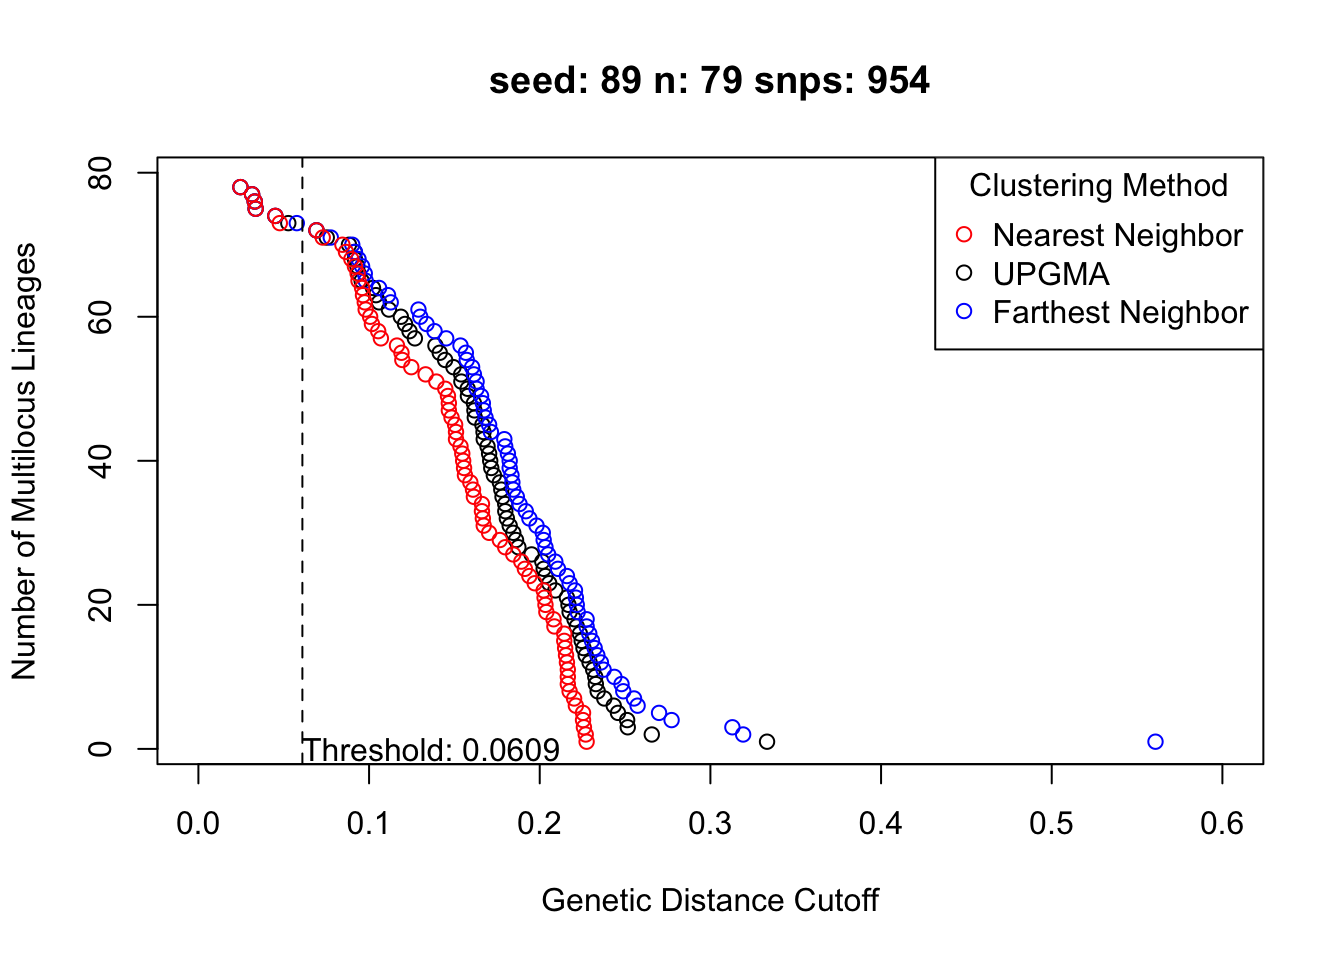 seed: 89 n: 79 snps: 954
Number of Multilocus Lineages
80
60
40
20
0
Clustering Method
Nearest Neighbor
UPGMA
Farthest Neighbor
Threshold: 0.0609
0.0 0.1 0.2 0.3 0.4 0.5 0.6
Genetic Distance Cutoff